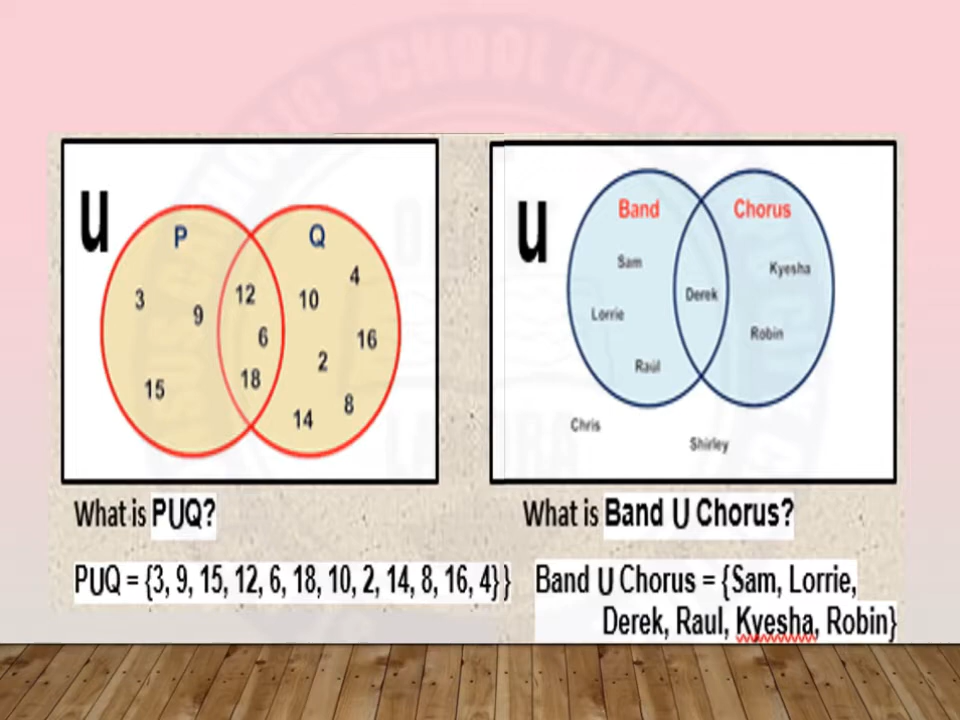 U
P
Q
3
9
15
12
6
18
10
4
16
2
14
8
What is PUQ?
PUQ = {3, 9, 15, 12, 6, 18, 10, 2, 14, 8, 16, 4} }
U
Band
Chorus
Sam
Lorrie
Raul
Derek
Kyesha
Robin
Chris
Shirley
What is Band U Chorus?
Band U Chorus = {Sam, Lorrie,
Derek, Raul, Kyesha, Robin}